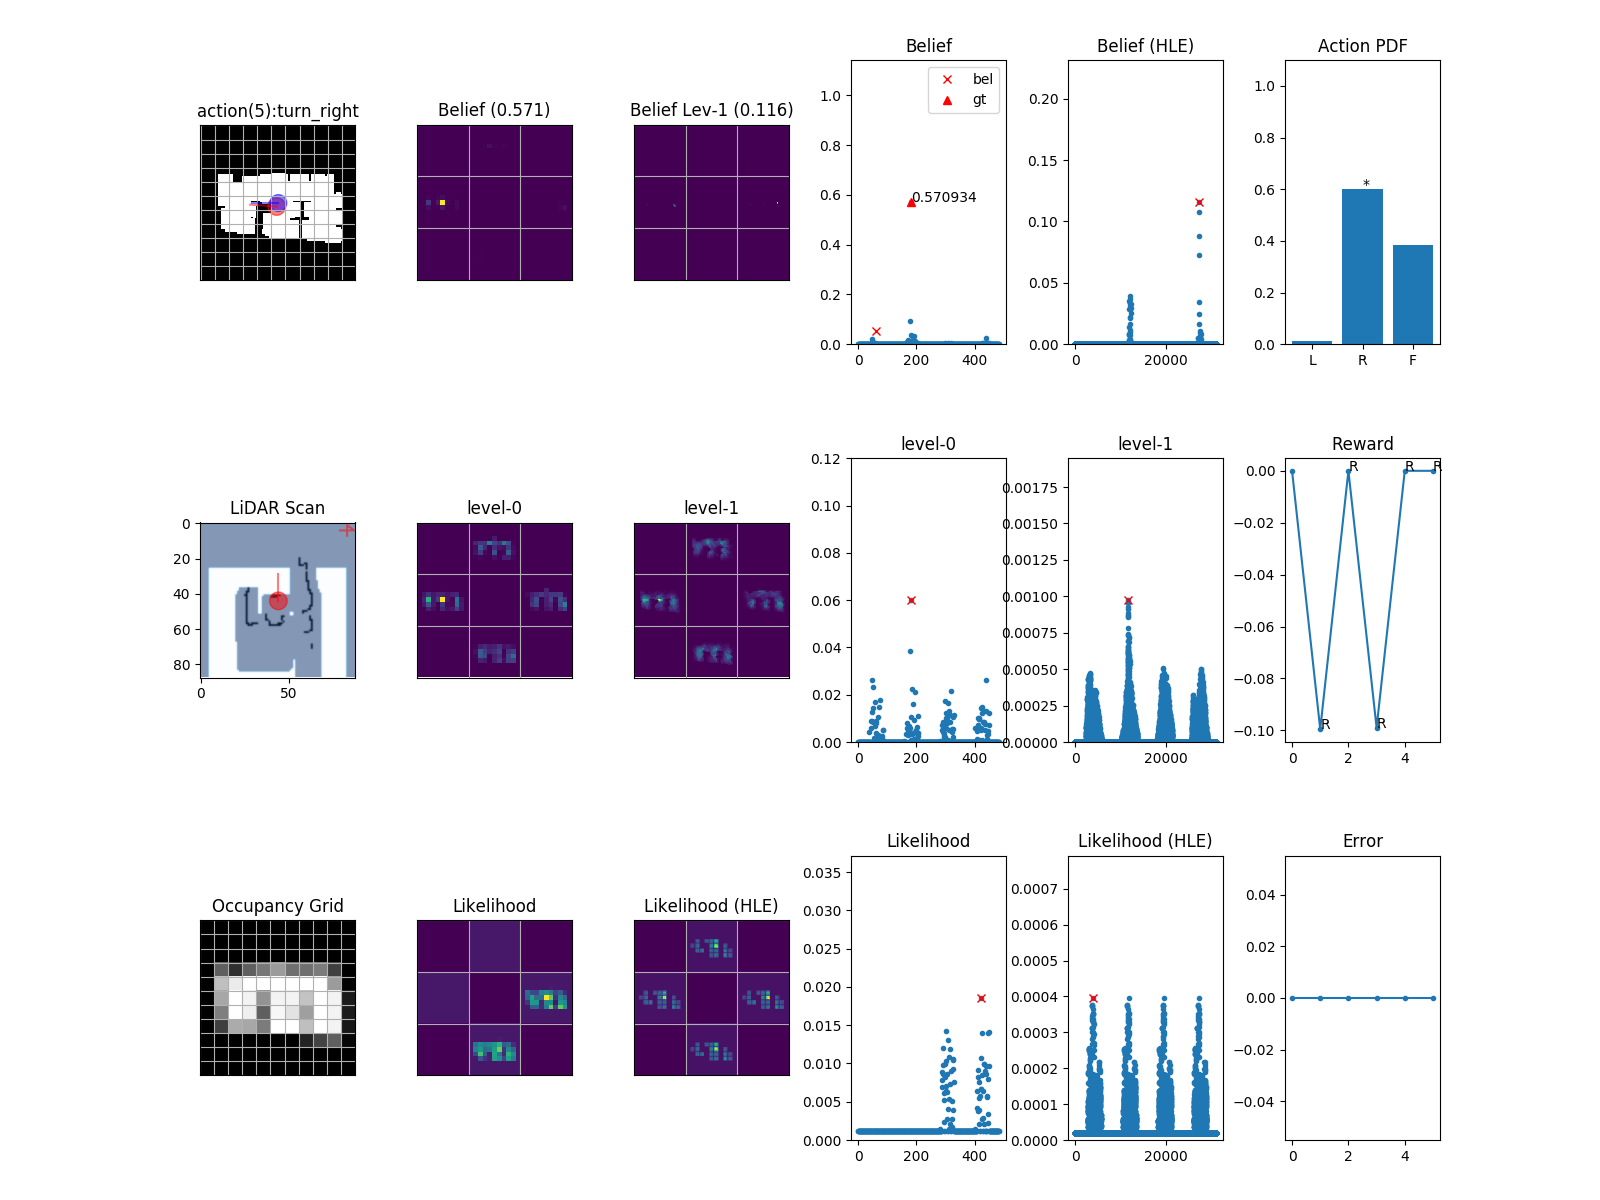 Belief
Belief (HLE)
Action PDF
action(5):turn_right
Belief (0.571)
Belief Lev-1 (0.116)
bel
gt
0.570934
*
1.0
0.8
0.6
0.4
0.2
0.0
0 200 400
0.20
0.15
0.10
0.05
0.00
0 20000
1.0
0.8
0.6
0.4
0.2
0.0
L R F
LiDAR Scan
level-0
level-1
level-0
level-1
Reward
0
20
40
60
80
0 50
0.12
0.10
0.08
0.06
0.04
0.02
0.00
0 200 400
0.00175
0.00150
0.00125
0.00100
0.00075
0.00050
0.00025
0.00000
0 20000
0.00
−0.02
−0.04
−0.06
−0.08
−0.10
R R R
R R
0 2 4
Occupancy Grid
Likelihood
Likelihood (HLE)
Likelihood
Likelihood (HLE)
Error
0.035
0.030
0.025
0.020
0.015
0.010
0.005
0.000
0 200 400
0.0007
0.0006
0.0005
0.0004
0.0003
0.0002
0.0001
0.0000
0 20000
0.04
0.02
0.00
−0.02
−0.04
0 2 4